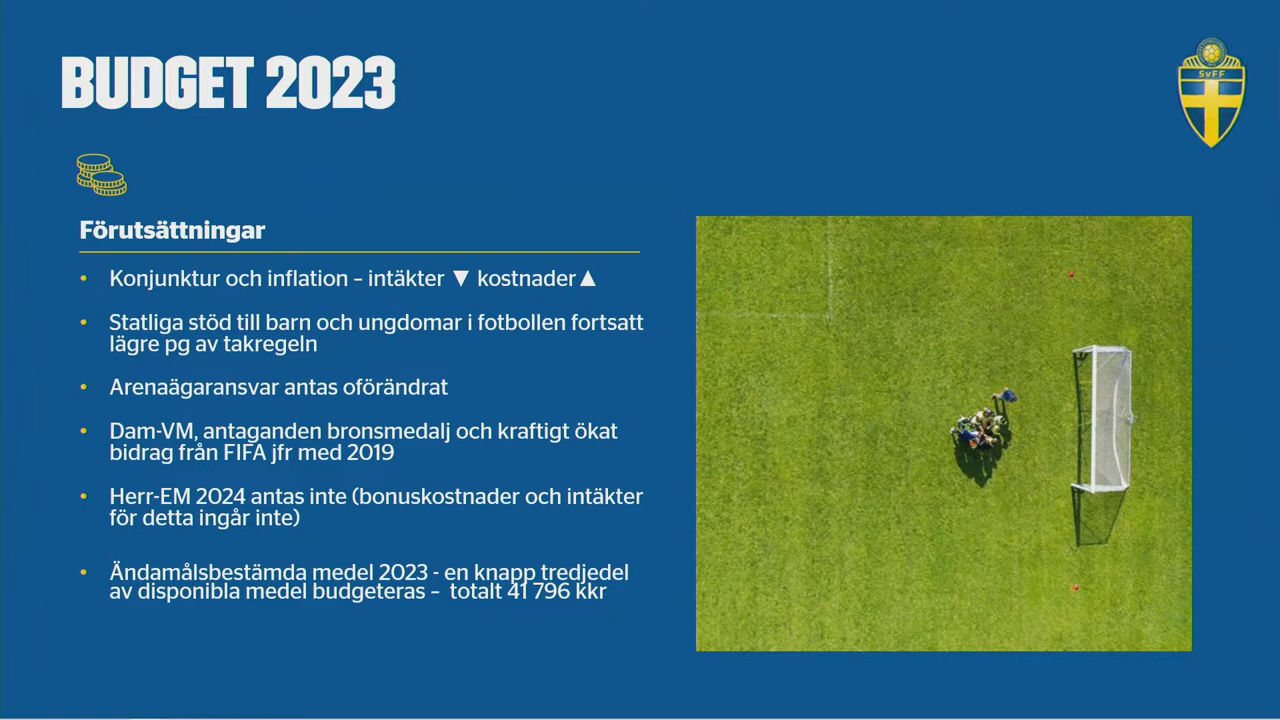 BUDGET 2023
SvFF
Förutsättningar
• Konjunktur och inflation – intäkter ▼ kostnader▲
• Statliga stöd till barn och ungdomar i fotbollen fortsatt
lägre pg av takregeln
• Arenaägaransvar antas oförändrat
• Dam-VM, antaganden bronsmedalj och kraftigt ökat
bidrag från FIFA jfr med 2019
• Herr-EM 2024 antas inte (bonuskostnader och intäkter
för detta ingår inte)
• Ändamålsbestämda medel 2023 - en knapp tredjedel
av disponibla medel budgeteras – totalt 41 796 kkr